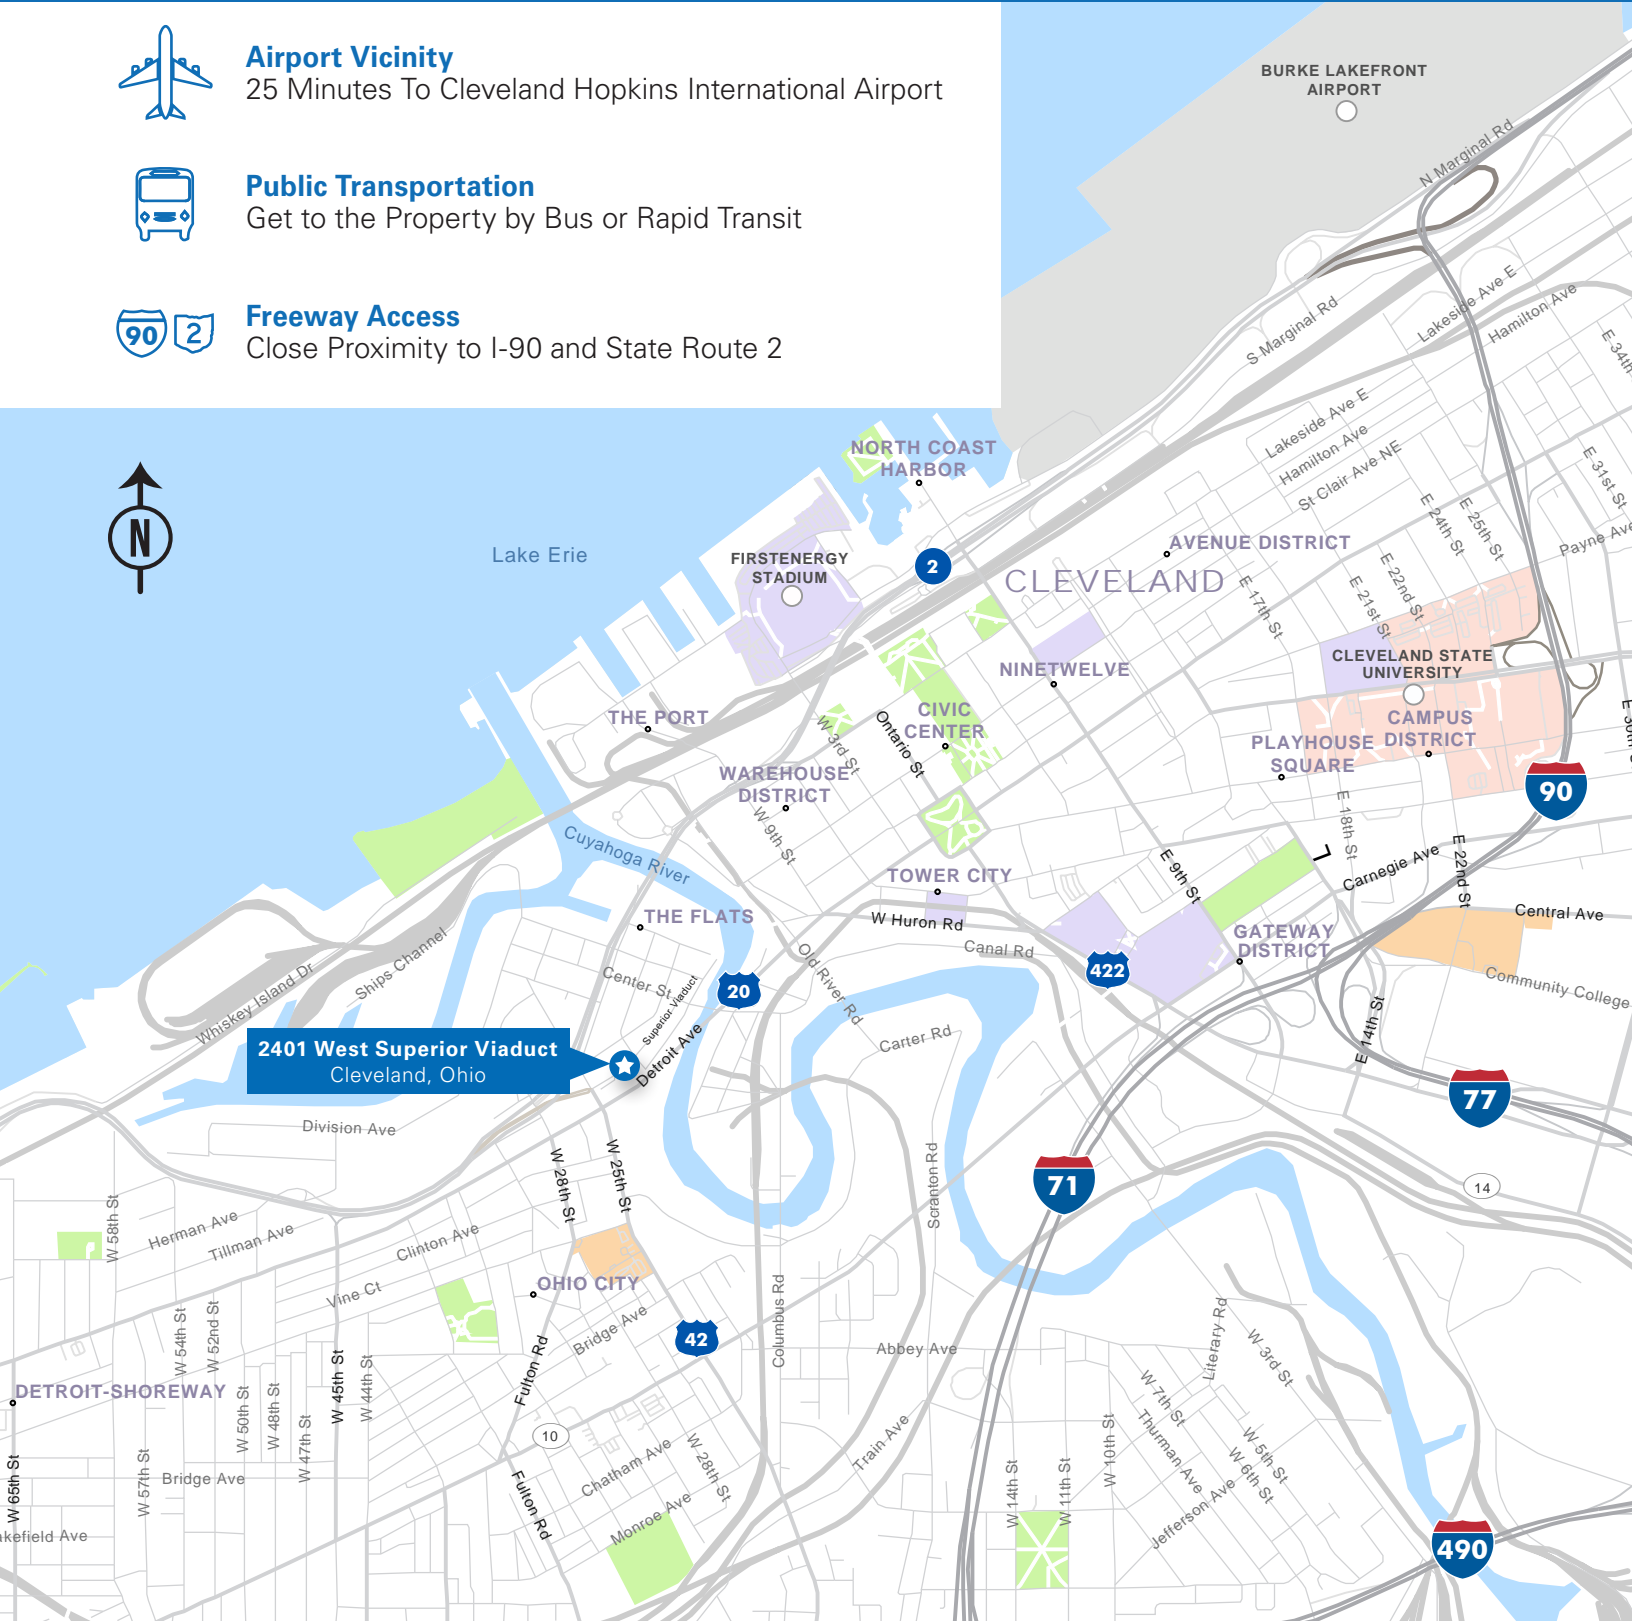 Airport Vicinity
25 Minutes To Cleveland Hopkins International Airport
Public Transportation
Get to the Property by Bus or Rapid Transit
90
2
Freeway Access
Close Proximity to I-90 and State Route 2
BURKE LAKEFRONT
AIRPORT
N Marginal Rd
S Marginal Rd
Lakeside Ave E
Hamilton Ave
E 34th
N
Lake Erie
NORTH COAST
HARBOR
FIRSTENERGY
STADIUM
2
Lakeside Ave E
Hamilton Ave
St Clair Ave NE
E 31st St
E 24th St
E 25th St
Payne Ave
AVENUE DISTRICT
CLEVELAND
E 17th St
E 21st St
E 22nd St
CLEVELAND STATE
UNIVERSITY
NINETWELVE
THE PORT
W 3rd St
Ontario St
CIVIC
CENTER
CAMPUS
DISTRICT
PLAYHOUSE
SQUARE
WAREHOUSE
DISTRICT
90
W 9th St
E 18th St
Cuyahoga River
E 9th St
Carnegie Ave
E 22nd St
TOWER CITY
W Huron Rd
Central Ave
THE FLATS
GATEWAY
DISTRICT
Canal Rd
Old River Rd
422
Community College
Ships Channel
Whiskey Island Dr
Center St
Superior Viaduct
20
Detroit Ave
Carter Rd
E 14th St
2401 West Superior Viaduct
Cleveland, Ohio
77
Division Ave
W 28th St
W 25th St
Scranton Rd
71
14
W 58th St
Herman Ave
Tillman Ave
Clinton Ave
Vine Ct
OHIO CITY
Bridge Ave
42
Columbus Rd
Abbey Ave
Literary Rd
W 3rd St
W 54th St
W 52nd St
W 45th St
W 44th St
Fulton Rd
DETROIT-SHOREWAY
W 50th St
W 48th St
W 47th St
W 7th St
Thurman Ave
10
Chatham Ave
W 28th St
Train Ave
W 10th St
W 5th St
W 6th St
W 65th St
W 57th St
Bridge Ave
Fulton Rd
Monroe Ave
W 14th St
W 11th St
Jefferson Ave
kefield Ave
490